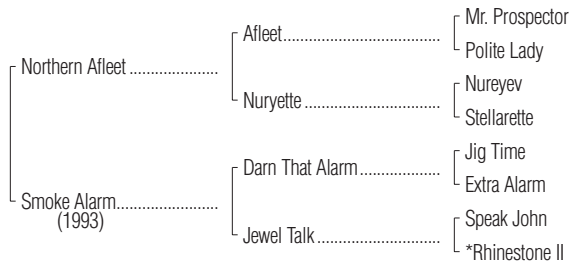 Mr. Prospector
Afleet
Polite Lady
Northern Afleet
Nureyev
Nuryette
Stellarette
Jig Time
Darn That Alarm
Extra Alarm
Smoke Alarm
(1993)
Speak John
Jewel Talk
*Rhinestone II